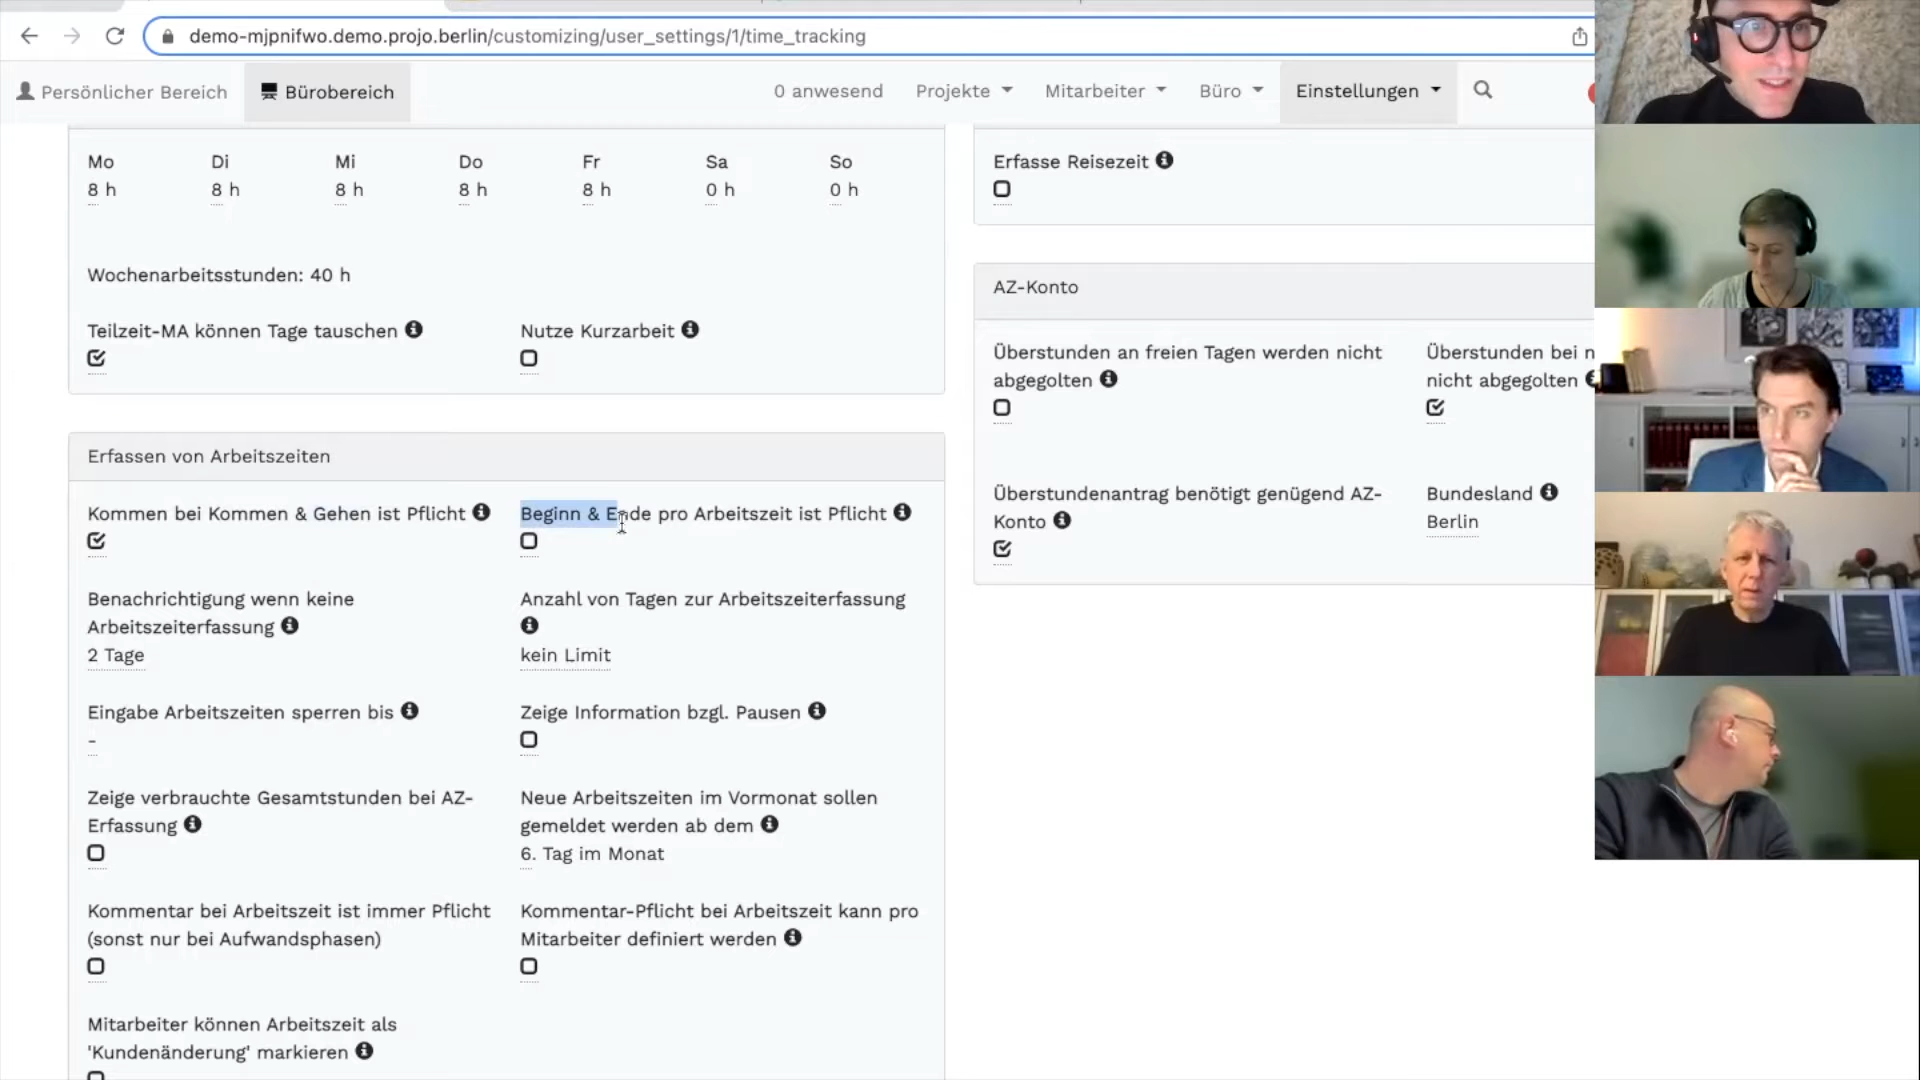 demo-mjpnifwo.demo.projo.berlin/customizing/user_settings/1/time_tracking
Persönlicher Bereich
Bürobereich
0 anwesend
Projekte
Mitarbeiter
Büro
Einstellungen
Mo Di Mi Do Fr Sa So
8 h 8 h 8 h 8 h 8 h 0 h 0 h
Wochenarbeitsstunden: 40 h
Teilzeit-MA können Tage tauschen
Nutze Kurzarbeit
Erfassen von Arbeitszeiten
Kommen bei Kommen & Gehen ist Pflicht
Beginn & Ende pro Arbeitszeit ist Pflicht
Benachrichtigung wenn keine
Arbeitszeiterfassung
2 Tage
Anzahl von Tagen zur Arbeitszeiterfassung
kein Limit
Eingabe Arbeitszeiten sperren bis
-
Zeige Information bzgl. Pausen
Zeige verbrauchte Gesamtstunden bei AZ-
Erfassung
Neue Arbeitszeiten im Vormonat sollen
gemeldet werden ab dem
6. Tag im Monat
Kommentar bei Arbeitszeit ist immer Pflicht
(sonst nur bei Aufwandsphasen)
Kommentar-Pflicht bei Arbeitszeit kann pro
Mitarbeiter definiert werden
Mitarbeiter können Arbeitszeit als
'Kundenänderung' markieren
Erfasse Reisezeit
AZ-Konto
Überstunden an freien Tagen werden nicht
abgegolten
Überstunden bei n
nicht abgegolten
Überstundenantrag benötigt genügend AZ-
Konto
Bundesland
Berlin